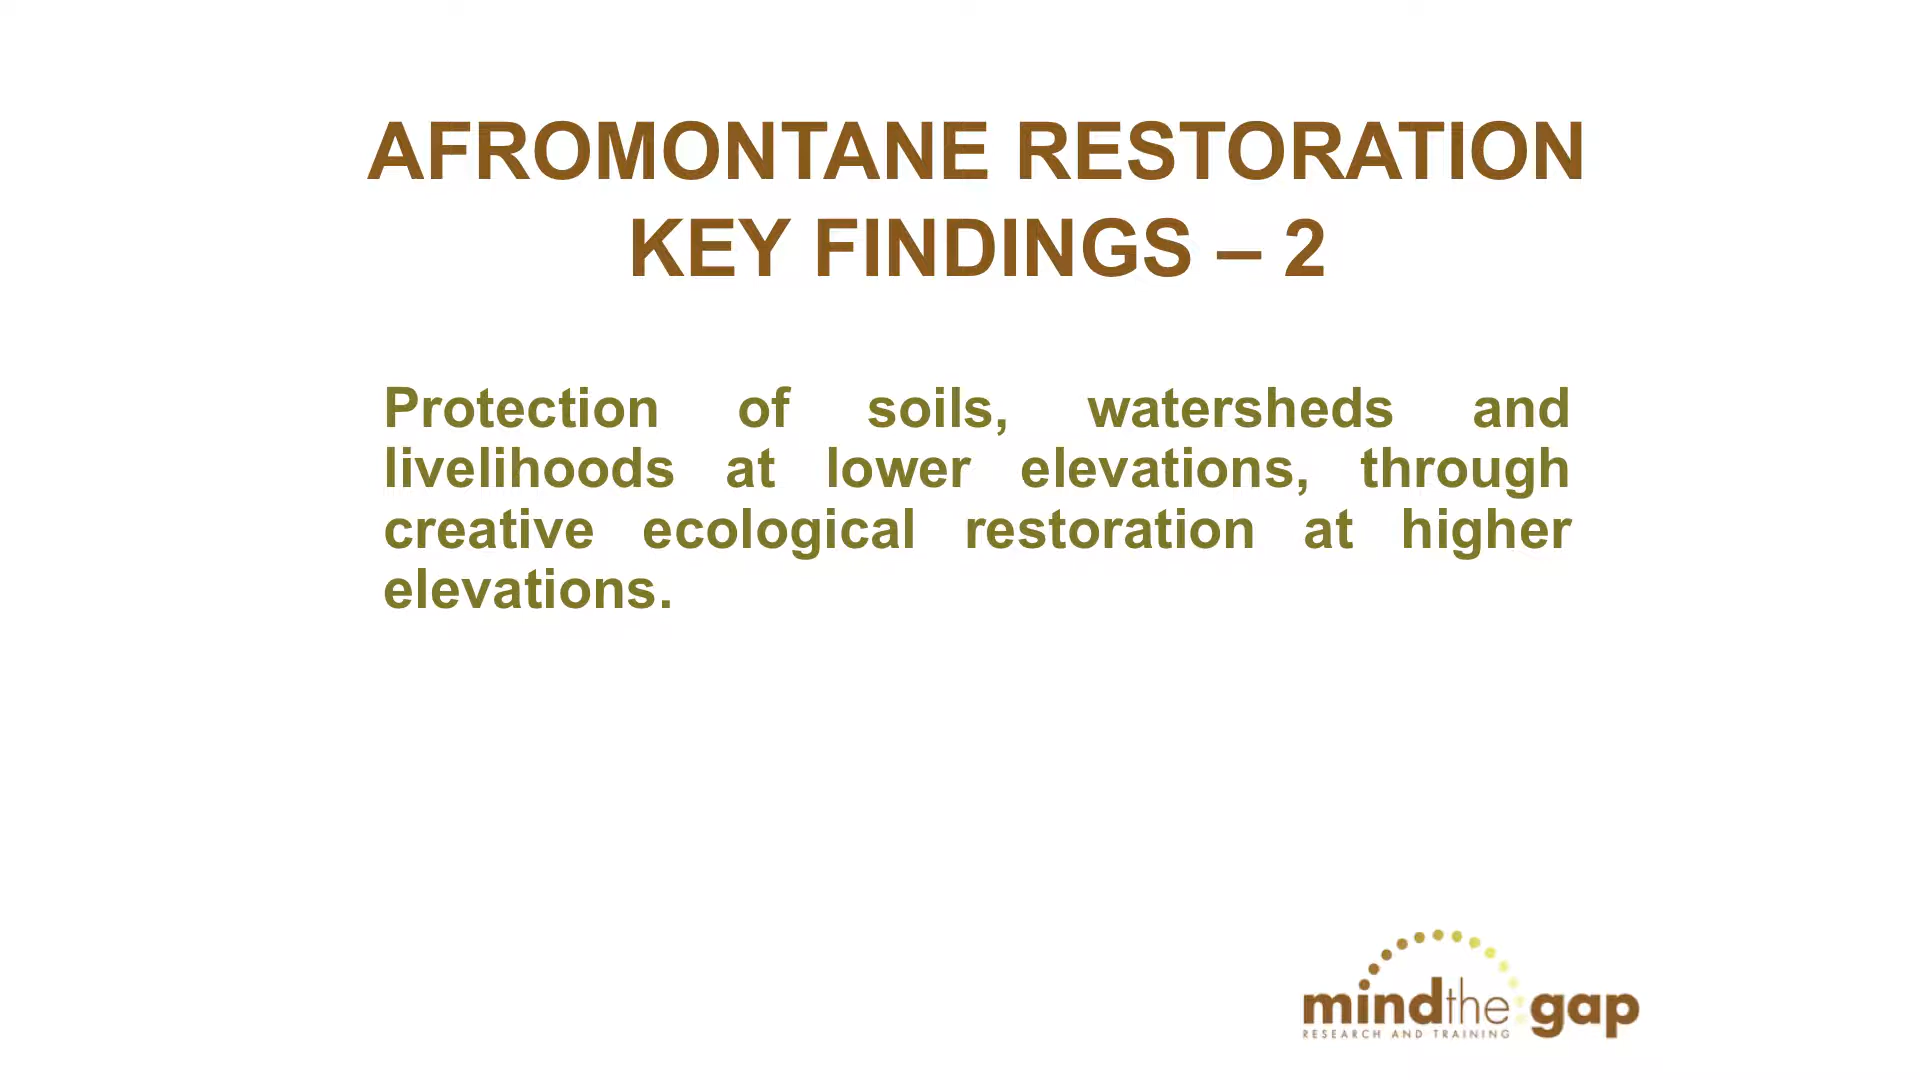 AFROMONTANE RESTORATION
KEY FINDINGS – 2
Protection of soils, watersheds and
livelihoods at lower elevations, through
creative ecological restoration at higher
elevations.
mindthe gap
RESEARCH AND TRAINING